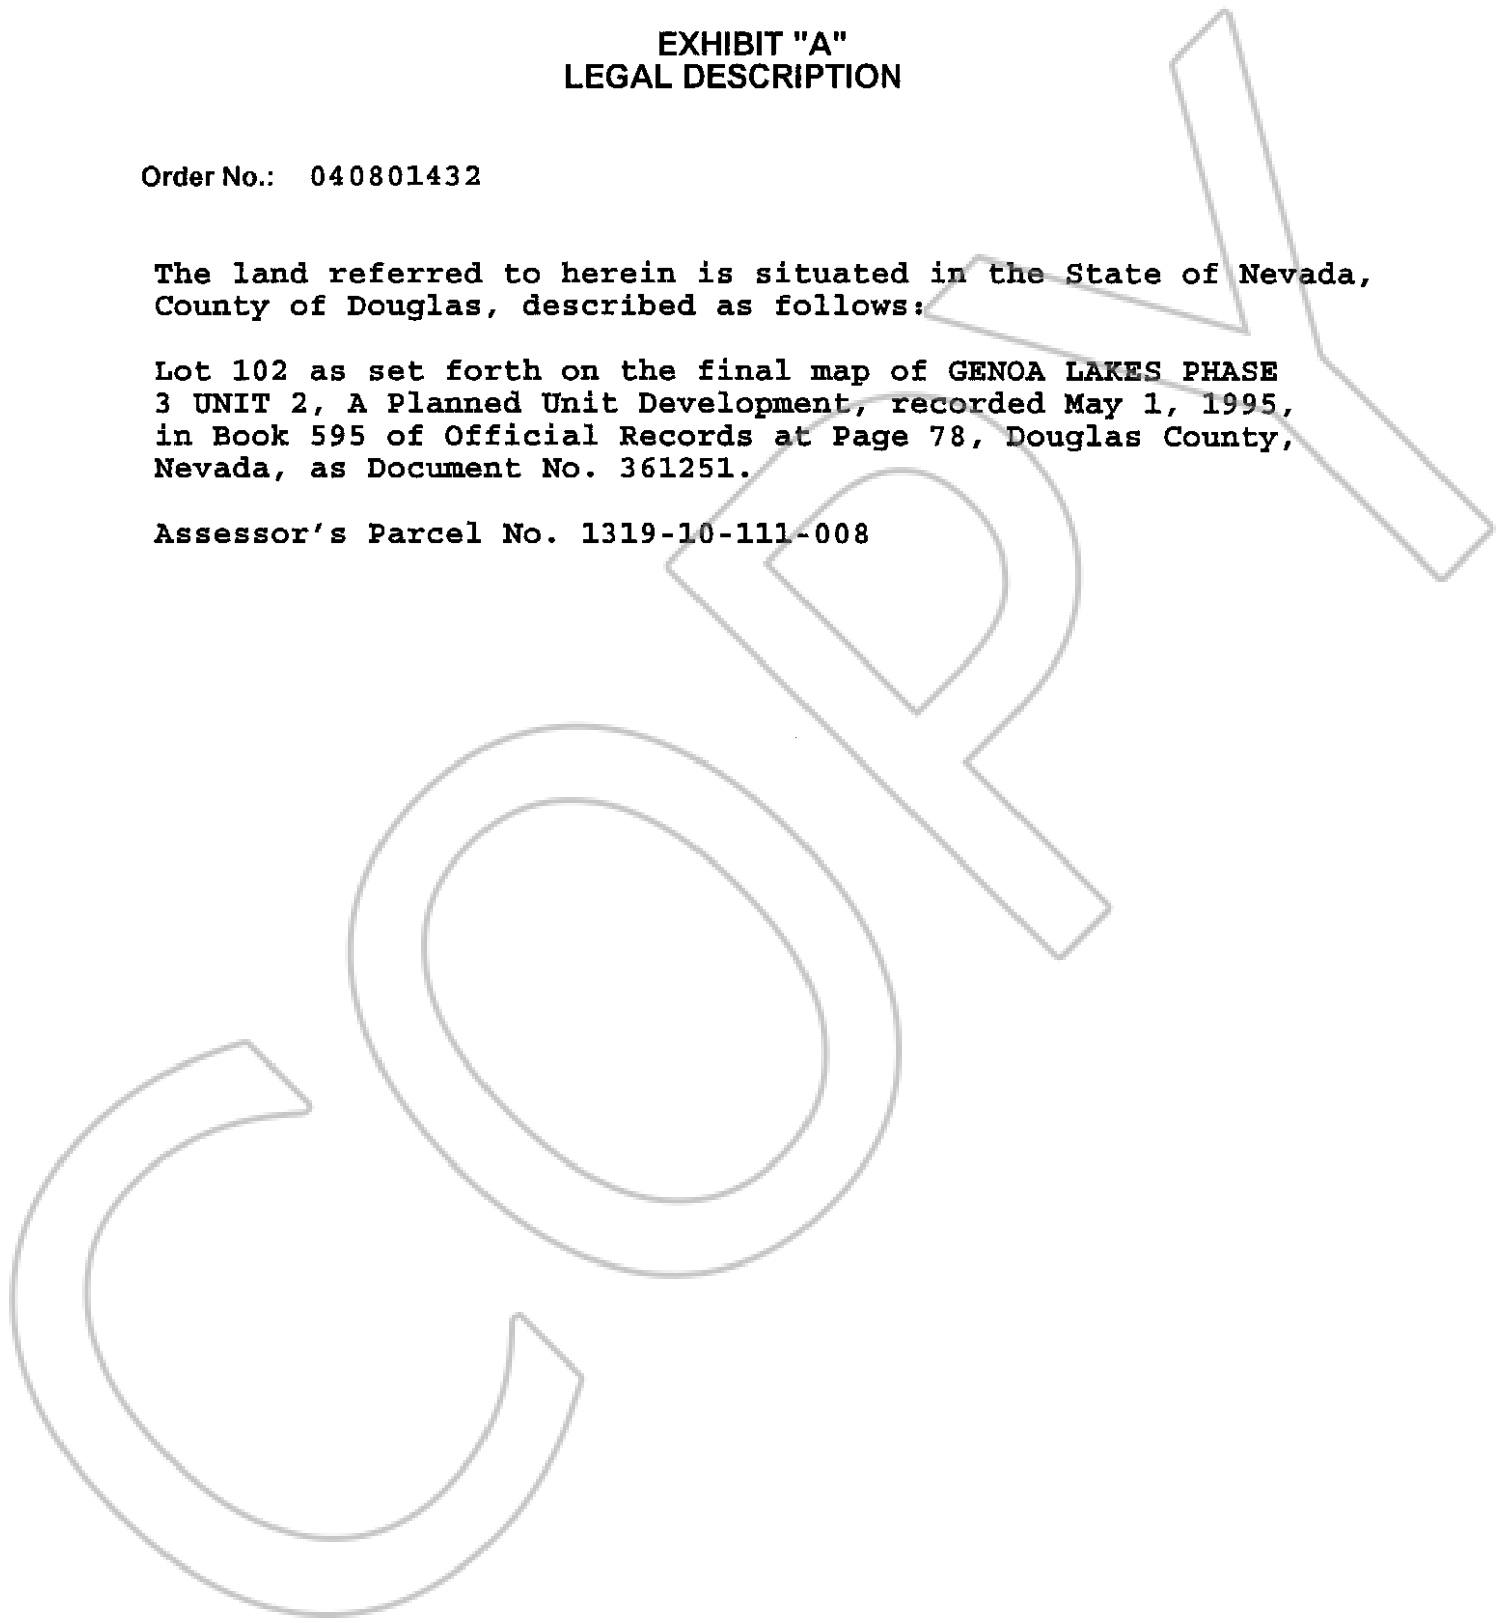 EXHIBIT "A"
LEGAL DESCRIPTION
Order No.: 040801432
The land referred to herein is situated in the State of Nevada,
County of Douglas, described as follows:
Lot 102 as set forth on the final map of GENOA LAKES PHASE
3 UNIT 2, A Planned Unit Development, recorded May 1, 1995,
in Book 595 of Official Records at Page 78, Douglas County,
Nevada, as Document No. 361251.
Assessor's Parcel No. 1319-10-111-008
COPY